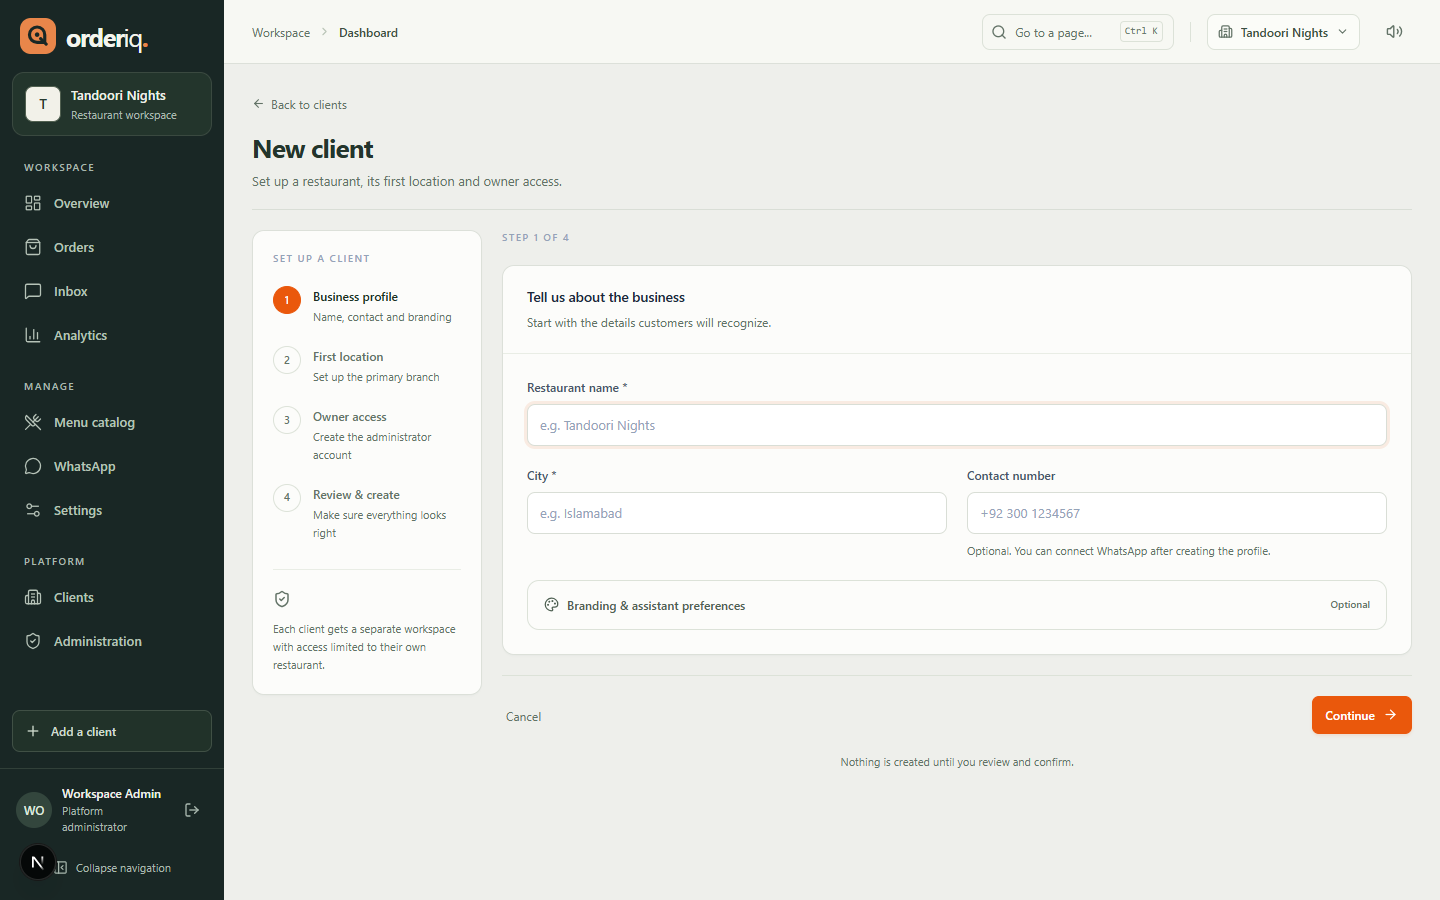 orderiq.
Tandoori Nights
Restaurant workspace
T
WORKSPACE
Overview
Orders
Inbox
Analytics
MANAGE
Menu catalog
WhatsApp
Settings
PLATFORM
Clients
Administration
Add a client
WO
Workspace Admin
Platform
administrator
N
Collapse navigation
Workspace
Dashboard
Go to a page...
Ctrl K
Tandoori Nights
Back to clients
New client
Set up a restaurant, its first location and owner access.
SET UP A CLIENT
1
Business profile
Name, contact and branding
2
First location
Set up the primary branch
3
Owner access
Create the administrator
account
4
Review & create
Make sure everything looks
right
Each client gets a separate workspace
with access limited to their own
restaurant.
STEP 1 OF 4
Tell us about the business
Start with the details customers will recognize.
Restaurant name *
e.g. Tandoori Nights
City *
e.g. Islamabad
Contact number
+92 300 1234567
Optional. You can connect WhatsApp after creating the profile.
Branding & assistant preferences
Optional
Cancel
Continue
Nothing is created until you review and confirm.